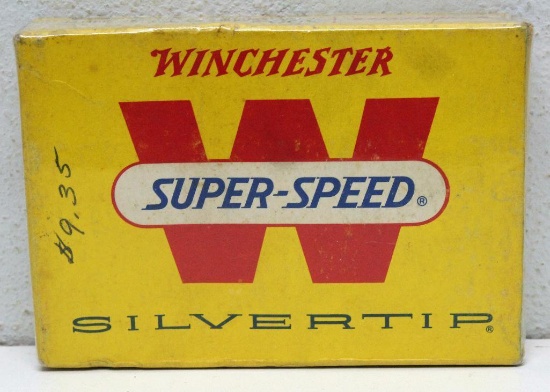 WINCHESTER
W
SUPER-SPEED®
SILVERTIP®
$9.35